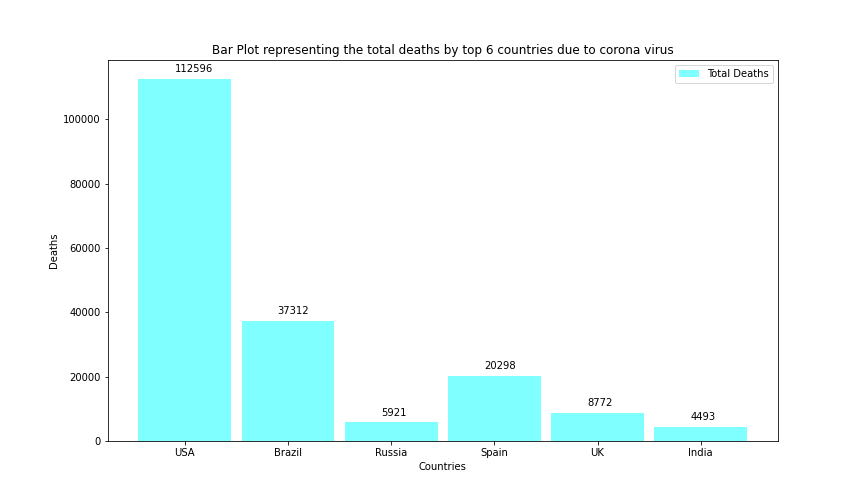 Bar Plot representing the total deaths by top 6 countries due to corona virus
Total Deaths
112596
37312
5921
20298
8772
4493
100000
80000
60000
40000
20000
0
Deaths
USA Brazil Russia Spain UK India
Countries